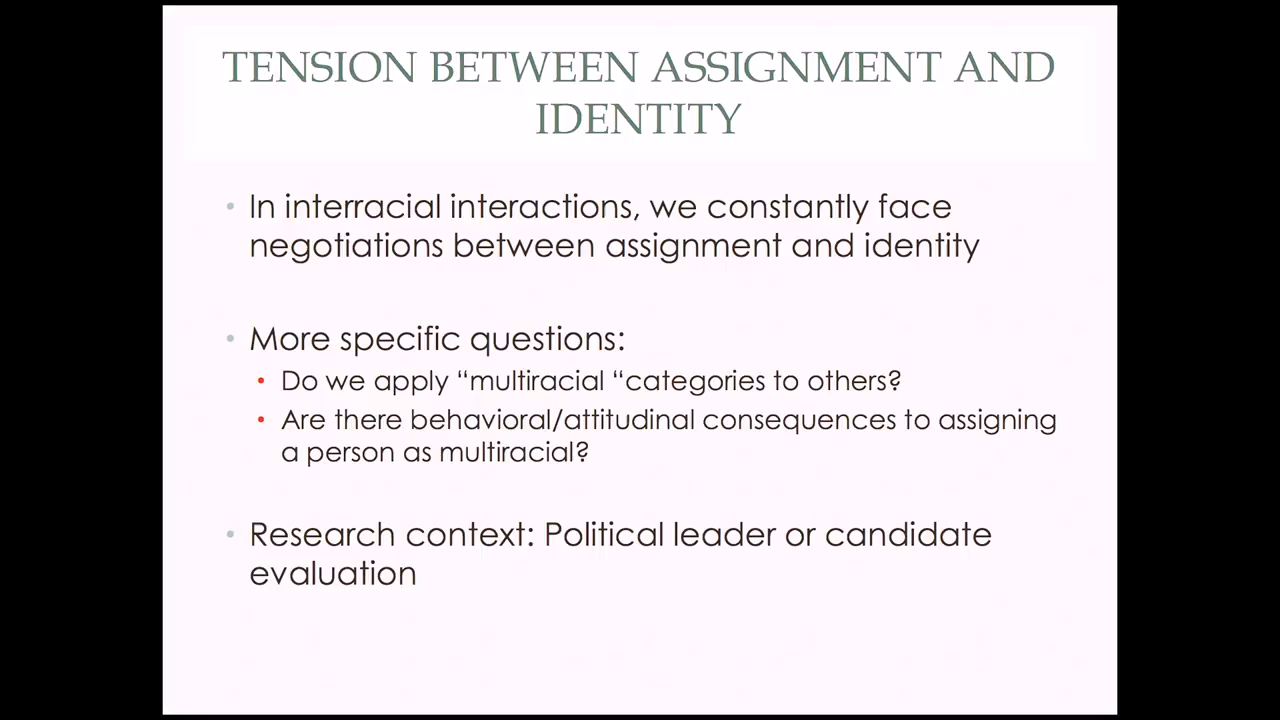 TENSION BETWEEN ASSIGNMENT AND
IDENTITY
• In interracial interactions, we constantly face
negotiations between assignment and identity
• More specific questions:
• Do we apply “multiracial “categories to others?
• Are there behavioral/attitudinal consequences to assigning
a person as multiracial?
• Research context: Political leader or candidate
evaluation